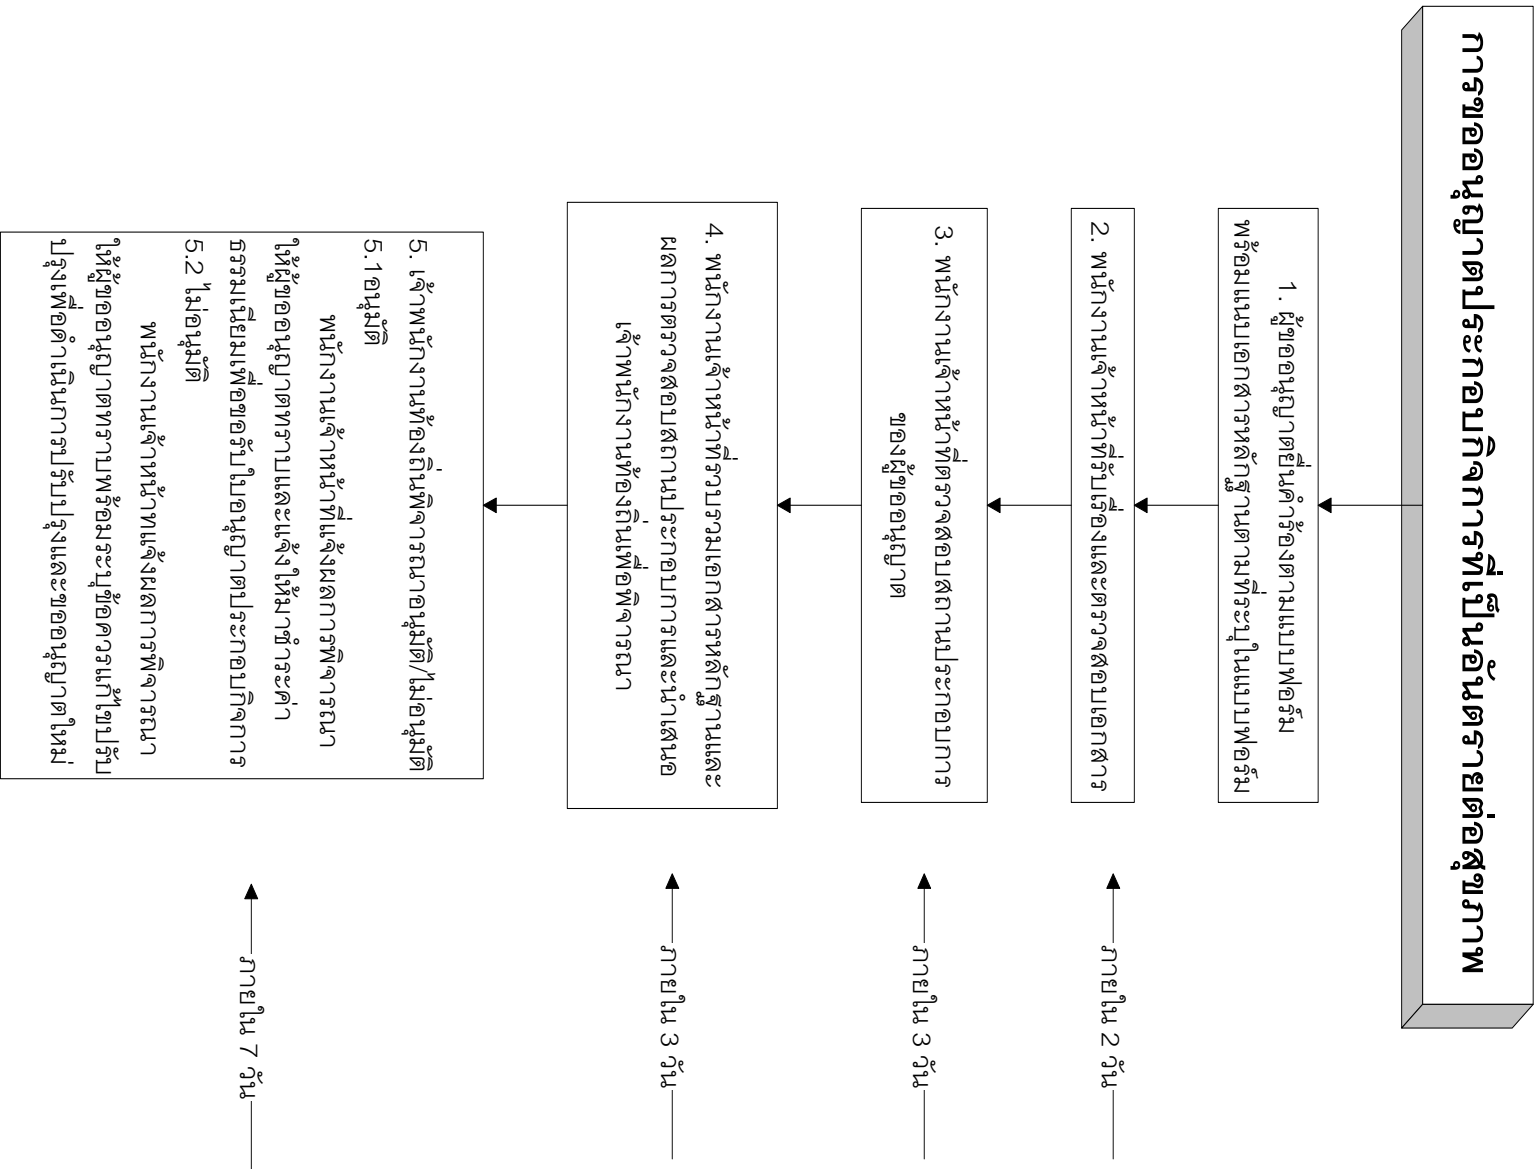 การขออนุญาตประกอบกิจการที่เป็นอันตรายต่อสุขภาพ
1. ผู้ขออนุญาตยื่นคำร้องตามแบบฟอร์ม
พร้อมแนบเอกสารหลักฐานตามที่ระบุในแบบฟอร์ม
2. พนักงานเจ้าหน้าที่รับเรื่องและตรวจสอบเอกสาร
ภายใน 2 วัน
3. พนักงานเจ้าหน้าที่ตรวจสอบสถานประกอบการ
ของผู้ขออนุญาต
ภายใน 3 วัน
4. พนักงานเจ้าหน้าที่รวบรวมเอกสารหลักฐานและ
ผลการตรวจสอบสถานประกอบการและนำเสนอ
เจ้าพนักงานท้องถิ่นเพื่อพิจารณา
ภายใน 3 วัน
5. เจ้าพนักงานท้องถิ่นพิจารณาอนุมัติ/ไม่อนุมัติ
5.1อนุมัติ
พนักงานเจ้าหน้าที่แจ้งผลการพิจารณา
ให้ผู้ขออนุญาตทราบและแจ้งให้มาชำระค่า
ธรรมเนียมเพื่อขอรับใบอนุญาตประกอบกิจการ
5.2 ไม่อนุมัติ
พนักงานเจ้าหน้าทแจ้งผลการพิจารณา
ให้ผู้ขออนุญาตทราบพร้อมระบุข้อควรแก้ไขปรับ
ปรุงเพื่อดำเนินการปรับปรุงและขออนุญาตใหม่
ภายใน 7 วัน